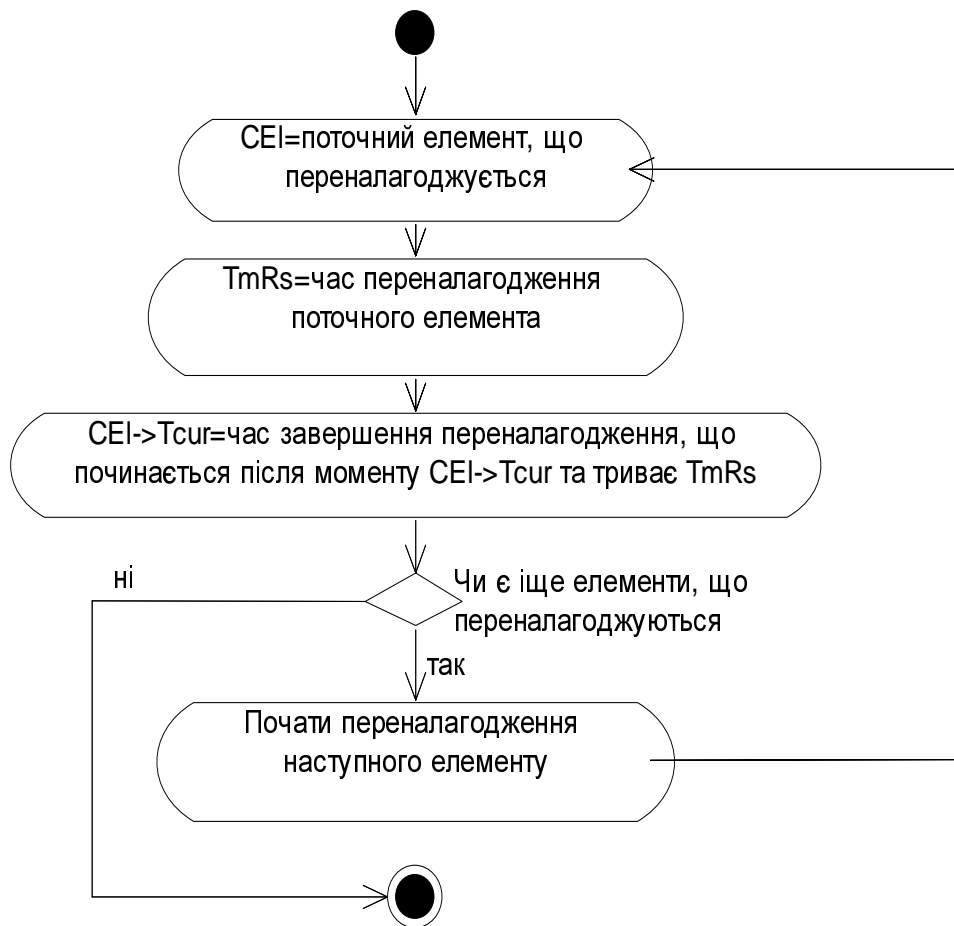 CEl=поточний елемент, що
переналагоджується
TmRs=час переналагодження
поточного елемента
CEl->Tcur=час завершення переналагодження, що
починається після моменту CEl->Tcur та триває TmRs
ні
Чи є іще елементи, що
переналагоджуються
так
Почати переналагодження
наступного елементу